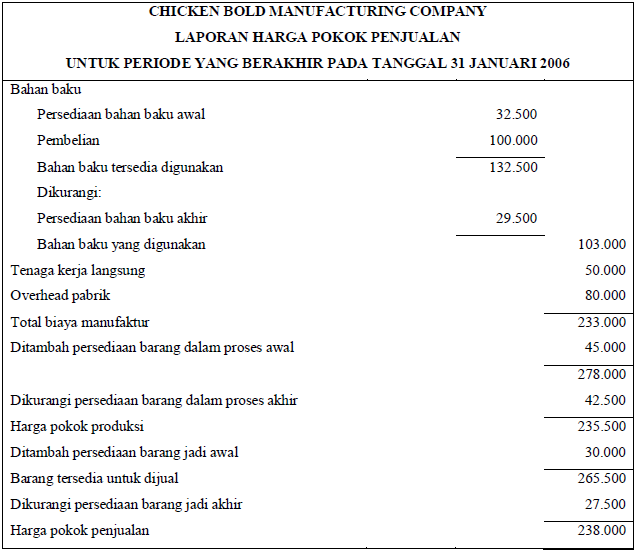 CHICKEN BOLD MANUFACTURING COMPANY
LAPORAN HARGA POKOK PENJUALAN
UNTUK PERIODE YANG BERAKHIR PADA TANGGAL 31 JANUARI 2006
Bahan baku
Persediaan bahan baku awal 32.500
Pembelian 100.000
Bahan baku tersedia digunakan 132.500
Dikurangi:
Persediaan bahan baku akhir 29.500
Bahan baku yang digunakan 103.000
Tenaga kerja langsung 50.000
Overhead pabrik 80.000
Total biaya manufaktur 233.000
Ditambah persediaan barang dalam proses awal 45.000
278.000
Dikurangi persediaan barang dalam proses akhir 42.500
Harga pokok produksi 235.500
Ditambah persediaan barang jadi awal 30.000
Barang tersedia untuk dijual 265.500
Dikurangi persediaan barang jadi akhir 27.500
Harga pokok penjualan 238.000